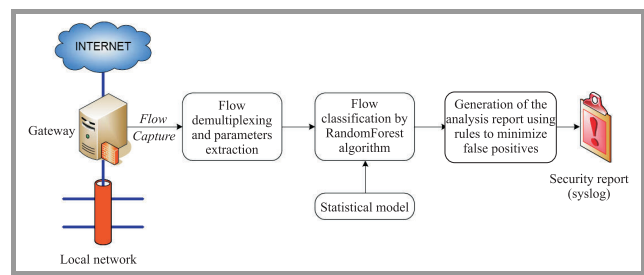 INTERNET
Gateway
Flow
Capture
Flow
demultiplexing
and parameters
extraction
Flow
classification by
RandomForest
algorithm
Generation of the
analysis report using
rules to minimize
false positives
Statistical model
Security report
(syslog)
Local network